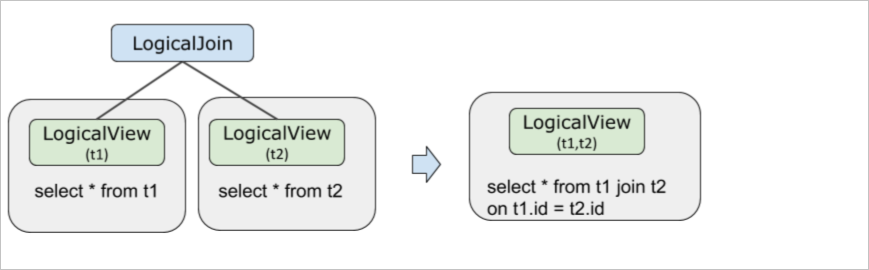 LogicalJoin
LogicalView
(t1)
select * from t1
LogicalView
(t2)
select * from t2
LogicalView
(t1,t2)
select * from t1 join t2
on t1.id = t2.id